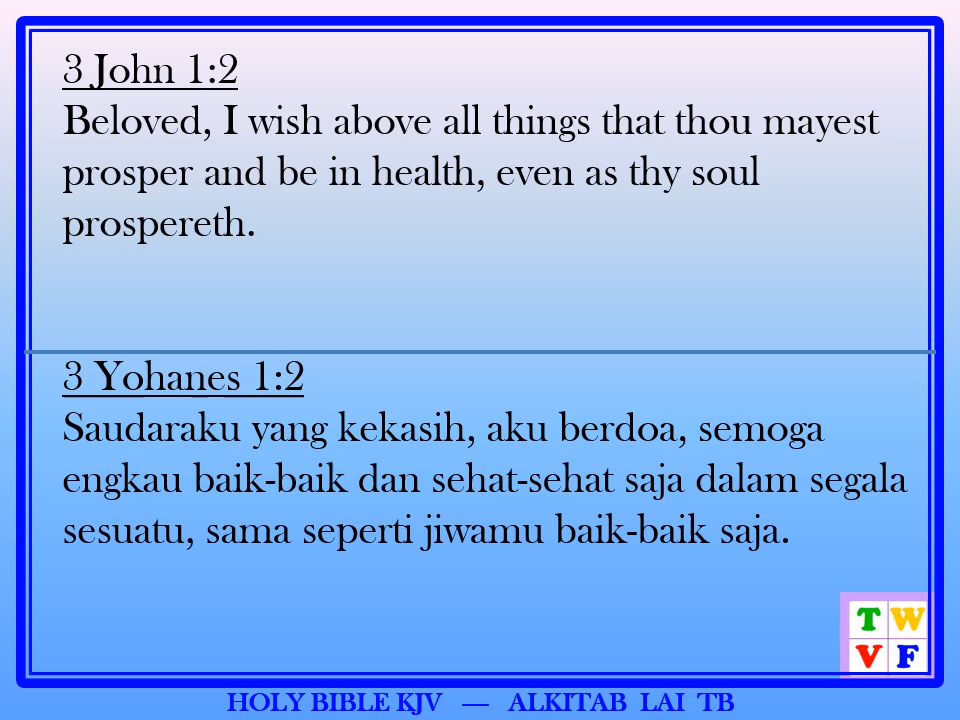 3 John 1:2
Beloved, I wish above all things that thou mayest
prosper and be in health, even as thy soul
prospereth.
3 Yohanes 1:2
Saudaraku yang kekasih, aku berdoa, semoga
engkau baik-baik dan sehat-sehat saja dalam segala
sesuatu, sama seperti jiwamu baik-baik saja.
T W
V F
HOLY BIBLE KJV — ALKITAB LAI TB